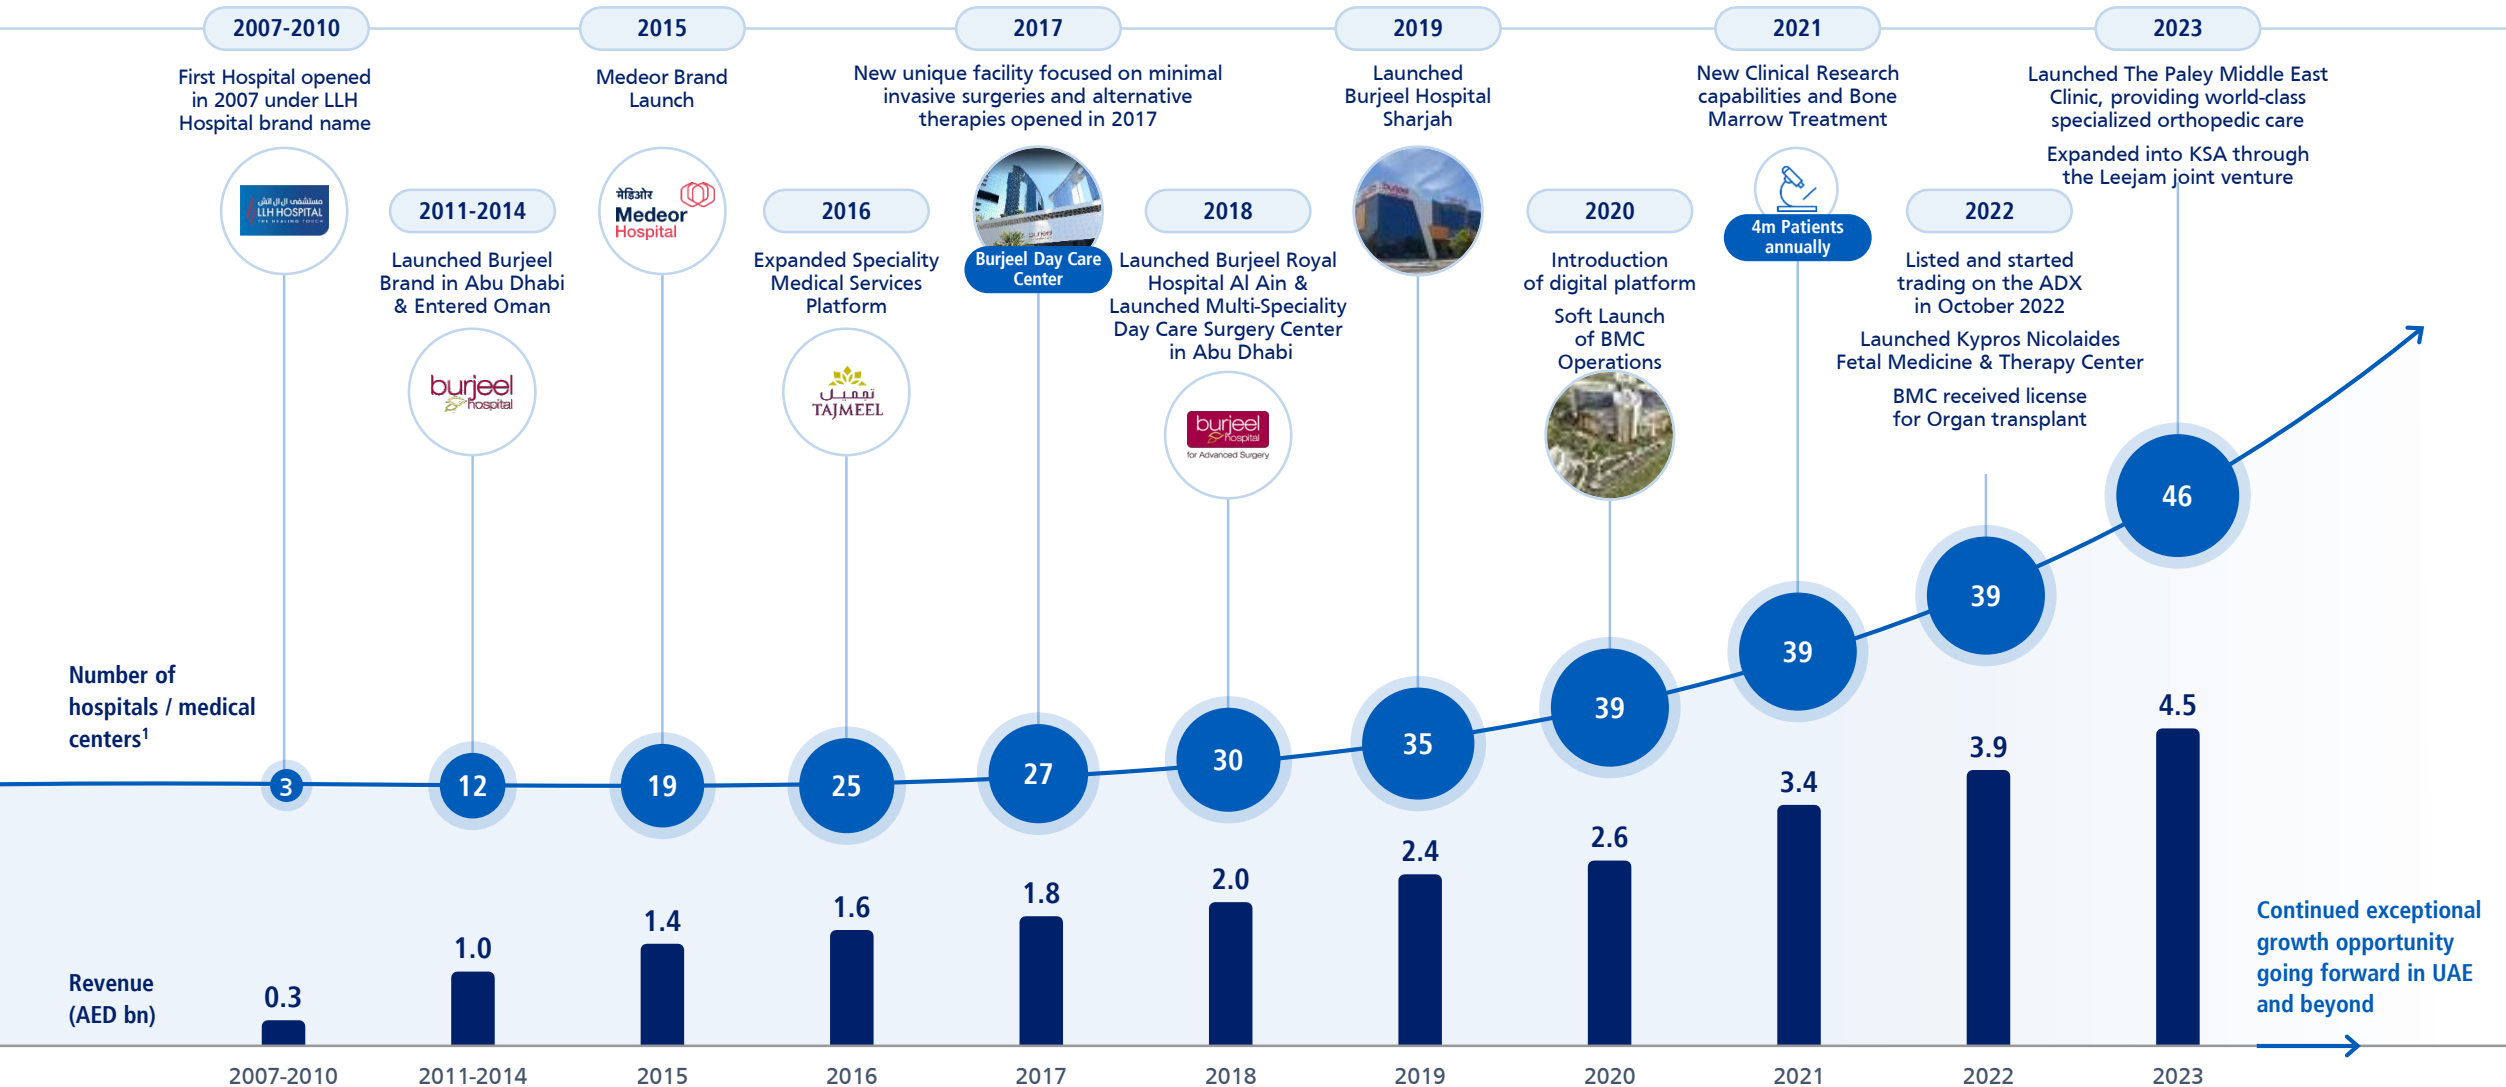 2007-2010
First Hospital opened
in 2007 under LLH
Hospital brand name
مستشفى ال ال اتش
LLH HOSPITAL
THE HEALING TOUCH
2011-2014
Launched Burjeel
Brand in Abu Dhabi
& Entered Oman
burjeel
hospital
2015
Medeor Brand
Launch
मेडिओर
Medeor
Hospital
2016
Expanded Speciality
Medical Services
Platform
تجميل
TAJMEEL
2017
New unique facility focused on minimal
invasive surgeries and alternative
therapies opened in 2017
burjeel
Burjeel Day Care
Center
2018
Launched Burjeel Royal
Hospital Al Ain &
Launched Multi-Speciality
Day Care Surgery Center
in Abu Dhabi
burjeel
hospital
for Advanced Surgery
2019
Launched
Burjeel Hospital
Sharjah
burjeel
2020
Introduction
of digital platform
Soft Launch
of BMC
Operations
2021
New Clinical Research
capabilities and Bone
Marrow Treatment
4m Patients
annually
2022
Listed and started
trading on the ADX
in October 2022
Launched Kypros Nicolaides
Fetal Medicine & Therapy Center
BMC received license
for Organ transplant
2023
Launched The Paley Middle East
Clinic, providing world-class
specialized orthopedic care
Expanded into KSA through
the Leejam joint venture
Number of
hospitals / medical
centers1
3
12
19
25
27
30
35
39
39
39
46
Revenue
(AED bn)
0.3
1.0
1.4
1.6
1.8
2.0
2.4
2.6
3.4
3.9
4.5
Continued exceptional
growth opportunity
going forward in UAE
and beyond
2007-2010
2011-2014
2015
2016
2017
2018
2019
2020
2021
2022
2023